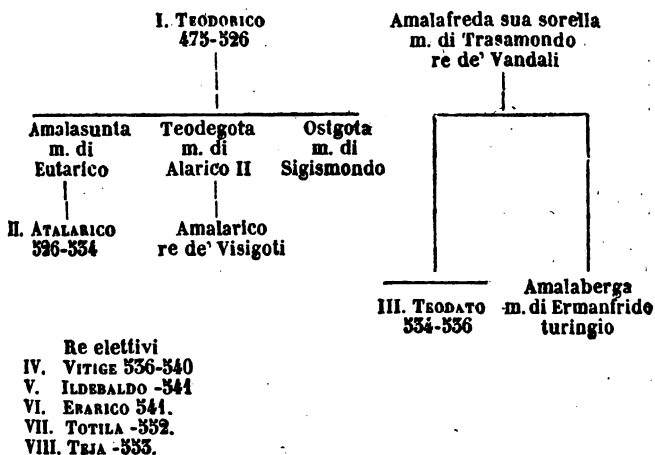 I. TEODORICO
475-526
Amalafreda sua sorella
m. di Trasamondo
re de' Vandali
Amalasunta
m. di
Eutarico
Teodegota
m. di
Alarico II
Ostgota
m. di
Sigismondo
II. ATALARICO
526-534
Amalarico
re de' Visigoti
III. TEODATO
534-536
Amalaberga
m. di Ermanfrido
turingio
Re elettivi
IV. VITIGE 536-540
V. ILDEBALDO -541
VI. ERARICO 541.
VII. TOTILA -552.
VIII. TEJA -553.